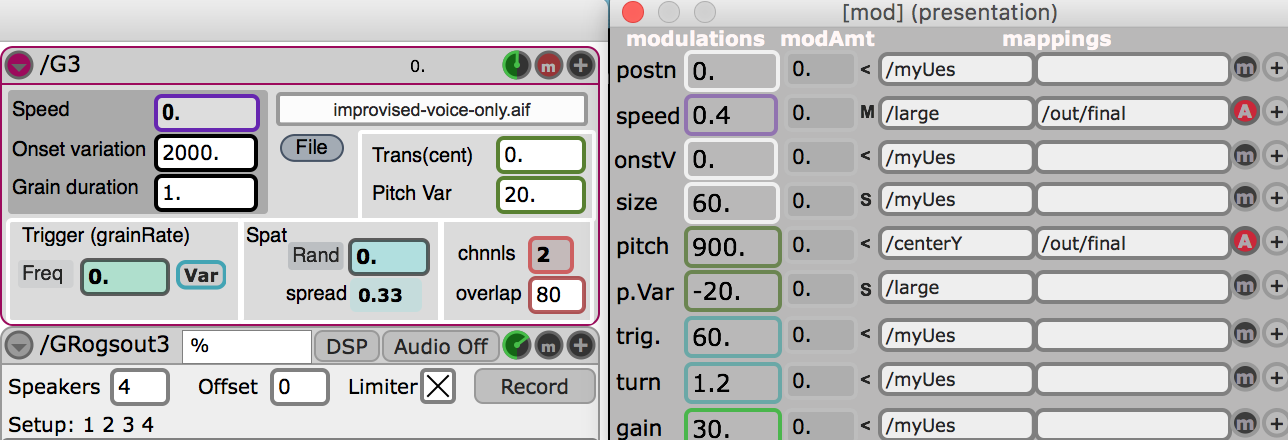 /G3 0. m +
Speed 0. improvised-voice-only.aif
Onset variation 2000. File Trans(cent) 0.
Grain duration 1. Pitch Var 20.
Trigger (grainRate) Spat
Freq 0. Var Rand 0. chnnls 2
spread 0.33 overlap 80
/GRogsout3 % DSP Audio Off m +
Speakers 4 Offset 0 Limiter Record
Setup: 1 2 3 4
[mod] (presentation)
modulations modAmt mappings
postn 0. 0. < /myUes m +
speed 0.4 0. M /large /out/final A +
onstV 0. 0. < /myUes m +
size 60. 0. S /myUes m +
pitch 900. 0. < /centerY /out/final A +
p.Var -20. 0. S /large m +
trig. 60. 0. < /myUes m +
turn 1.2 0. < /myUes m +
gain 30. 0. < /myUes m +